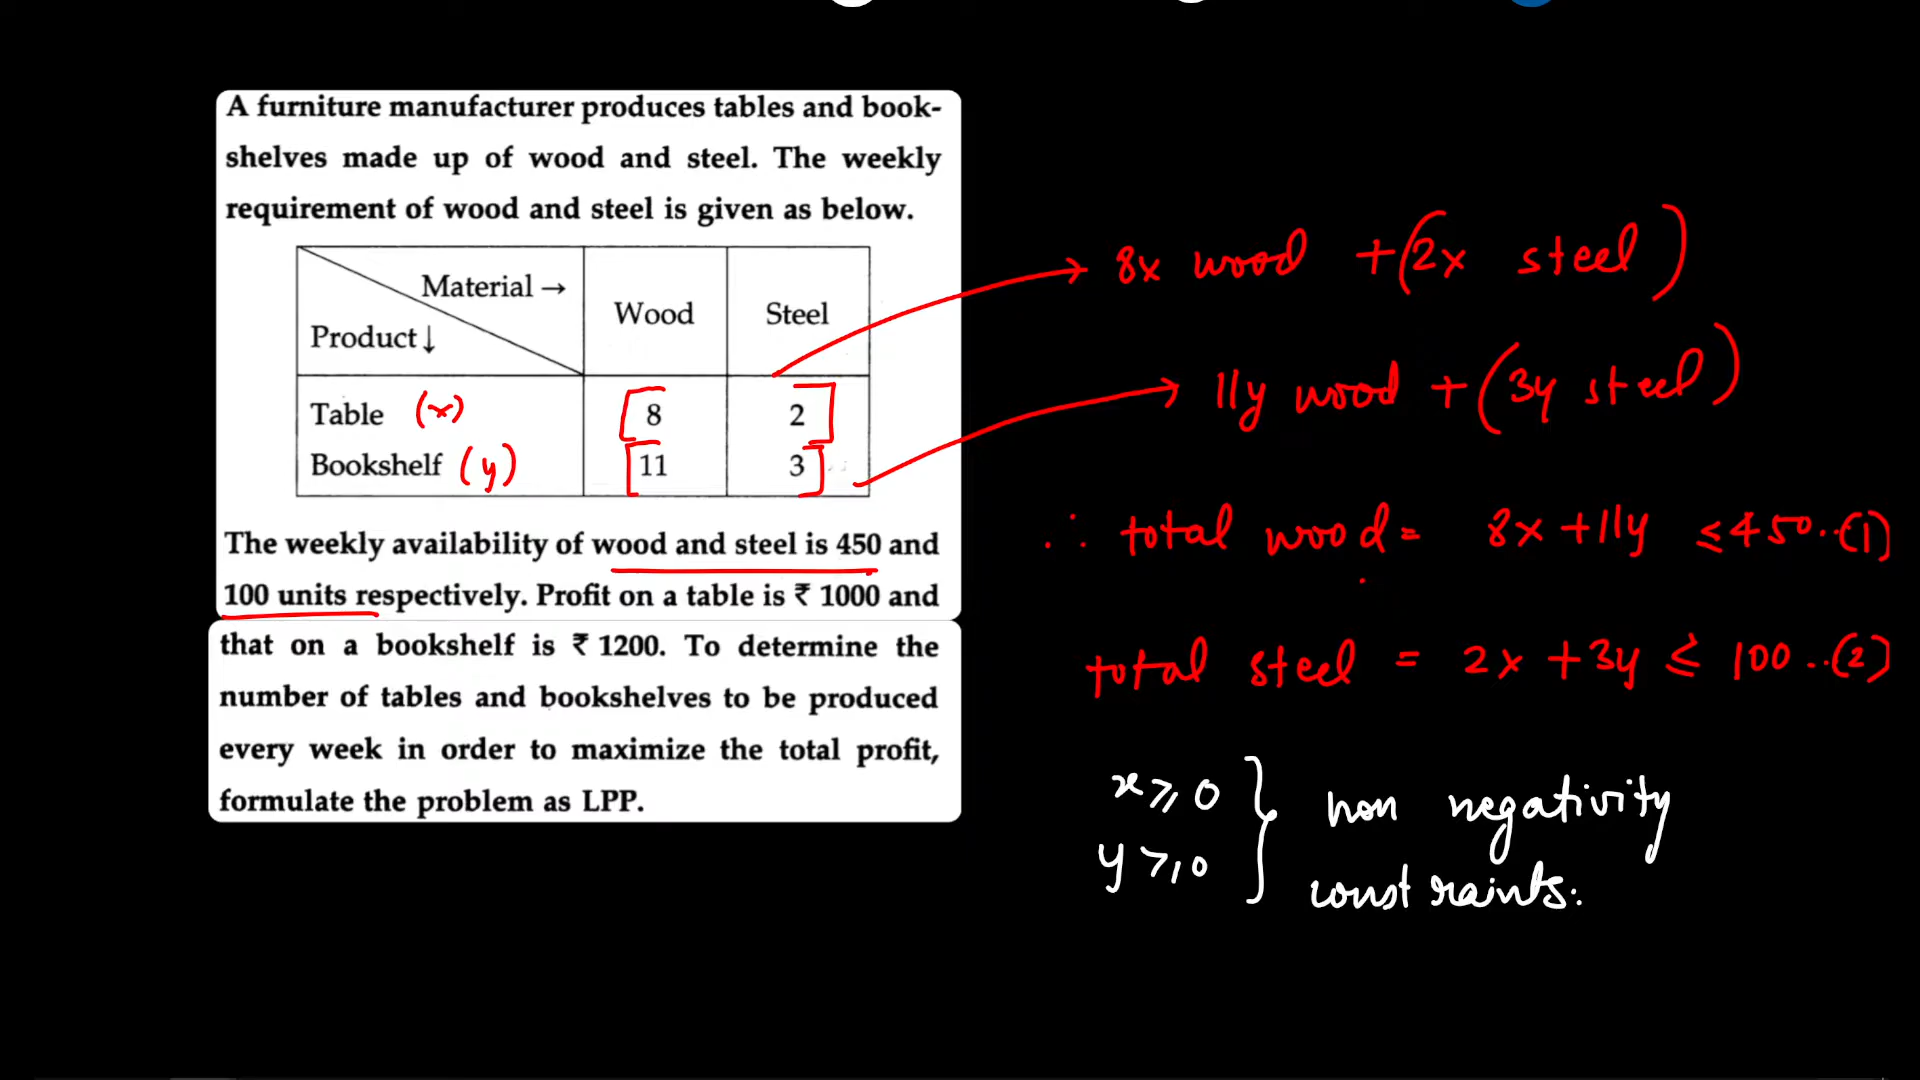 A furniture manufacturer produces tables and book-
shelves made up of wood and steel. The weekly
requirement of wood and steel is given as below.
Material →
Product ↓
Wood
Steel
Table (x) [8 2]
Bookshelf (y) [11 3]
The weekly availability of wood and steel is 450 and
100 units respectively. Profit on a table is ₹ 1000 and
that on a bookshelf is ₹ 1200. To determine the
number of tables and bookshelves to be produced
every week in order to maximize the total profit,
formulate the problem as LPP.
8x wood + (2x steel)
11y wood + (3y steel)
∴ total wood = 8x + 11y ≤ 450..(1)
total steel = 2x + 3y ≤ 100..(2)
x ≥ 0 } non negativity
y ≥ 0 constraints: